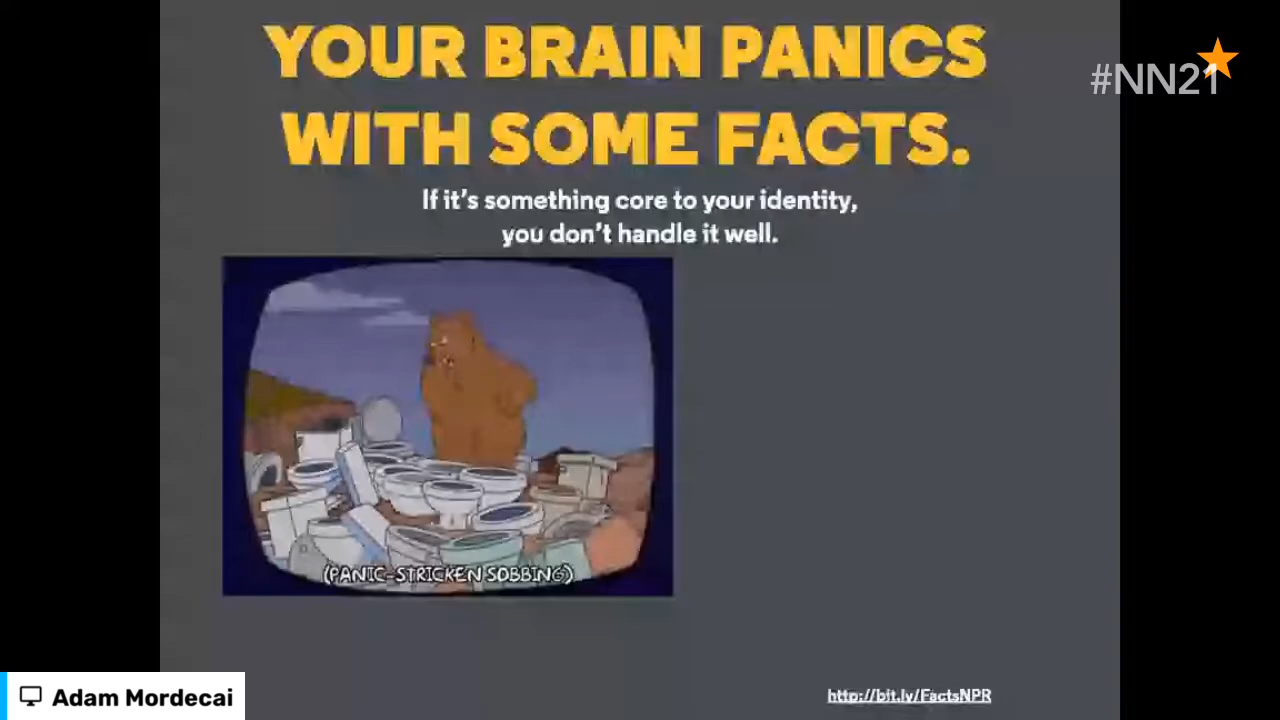 YOUR BRAIN PANICS
WITH SOME FACTS.
#NN21
If it's something core to your identity,
you don't handle it well.
(PANIC-STRICKEN SOBBING)
http://bit.ly/FactsNPR
Adam Mordecai